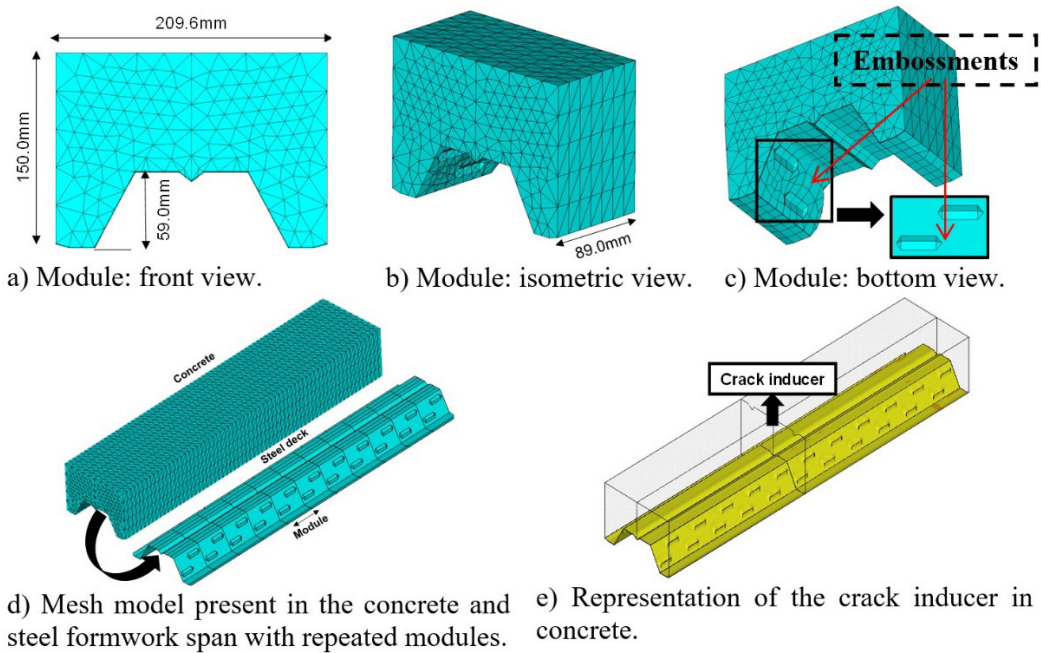 209.6mm
150.0mm
59.0mm
89.0mm
Embossments
a) Module: front view.
b) Module: isometric view.
c) Module: bottom view.
Concrete
Steel deck
Module
Crack inducer
d) Mesh model present in the concrete and
steel formwork span with repeated modules.
e) Representation of the crack inducer in
concrete.